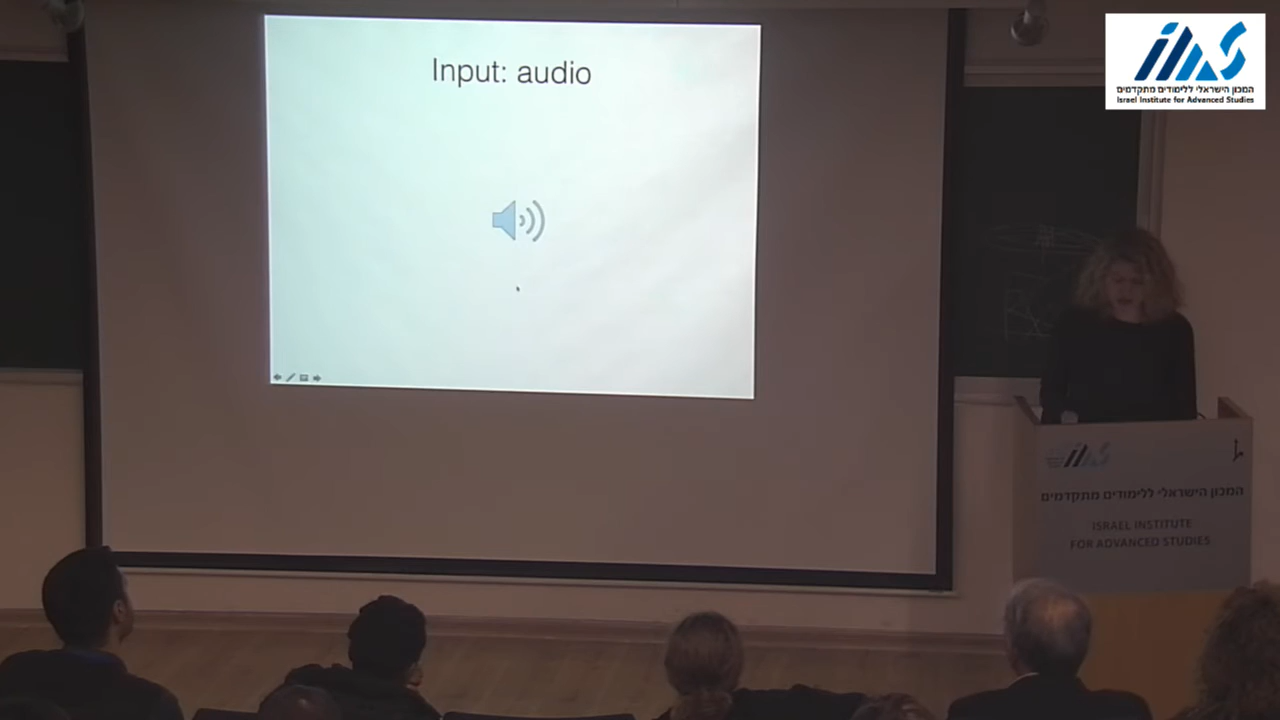 Input: audio
המכון הישראלי ללימודים מתקדמים
Israel Institute for Advanced Studies
המכון הישראלי ללימודים מתקדמים
ISRAEL INSTITUTE
FOR ADVANCED STUDIES